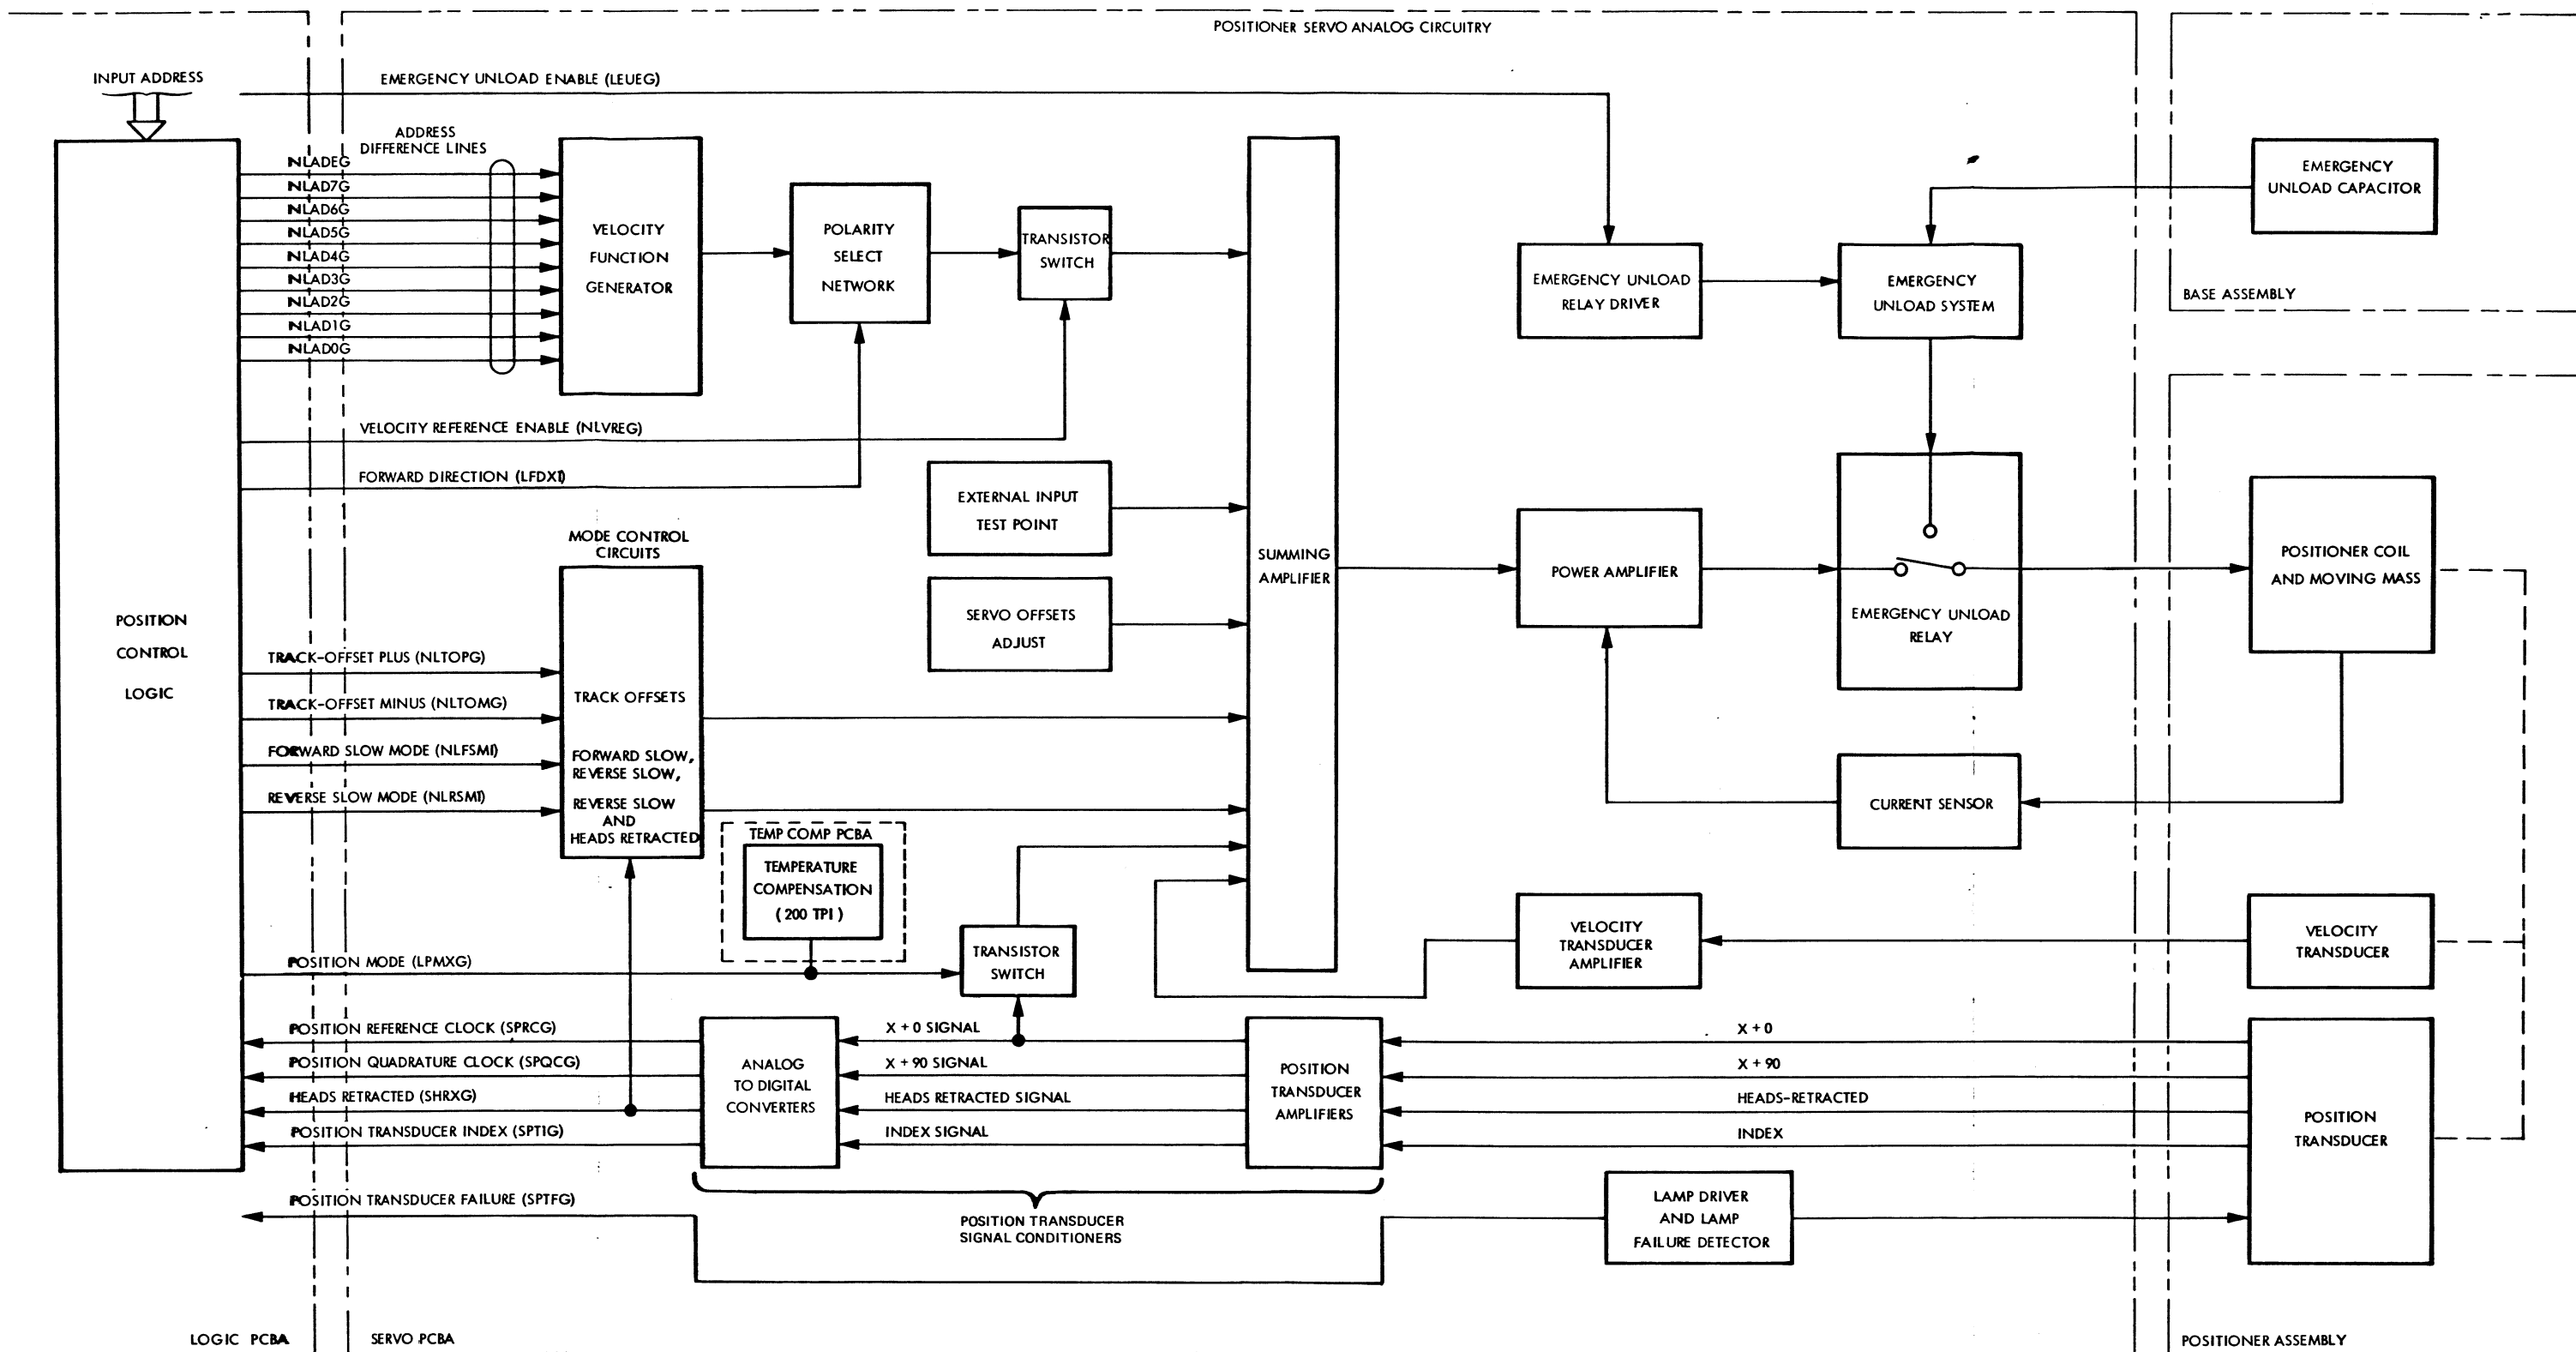 POSITIONER SERVO ANALOG CIRCUITRY
INPUT ADDRESS
EMERGENCY UNLOAD ENABLE (LEUEG)
ADDRESS
DIFFERENCE LINES
NLADEG
NLAD7G
NLAD6G
NLAD5G
NLAD4G
NLAD3G
NLAD2G
NLAD1G
NLAD0G
VELOCITY
FUNCTION
GENERATOR
POLARITY
SELECT
NETWORK
TRANSISTOR
SWITCH
EMERGENCY UNLOAD
RELAY DRIVER
EMERGENCY
UNLOAD SYSTEM
EMERGENCY
UNLOAD CAPACITOR
BASE ASSEMBLY
VELOCITY REFERENCE ENABLE (NLVREG)
FORWARD DIRECTION (LFDXI)
EXTERNAL INPUT
TEST POINT
SERVO OFFSETS
ADJUST
SUMMING
AMPLIFIER
POWER AMPLIFIER
EMERGENCY UNLOAD
RELAY
POSITIONER COIL
AND MOVING MASS
POSITION
CONTROL
LOGIC
MODE CONTROL
CIRCUITS
TRACK-OFFSET PLUS (NLTOPG)
TRACK-OFFSET MINUS (NLTOMG)
FORWARD SLOW MODE (NLFSMI)
REVERSE SLOW MODE (NLRSMI)
TRACK OFFSETS
FORWARD SLOW,
REVERSE SLOW,
REVERSE SLOW
AND
HEADS RETRACTED
TEMP COMP PCBA
TEMPERATURE
COMPENSATION
( 200 TPI )
CURRENT SENSOR
POSITION MODE (LPMXG)
TRANSISTOR
SWITCH
VELOCITY
TRANSDUCER
AMPLIFIER
VELOCITY
TRANSDUCER
POSITION REFERENCE CLOCK (SPRCG)
POSITION QUADRATURE CLOCK (SPQCG)
HEADS RETRACTED (SHRXG)
POSITION TRANSDUCER INDEX (SPTIG)
ANALOG
TO DIGITAL
CONVERTERS
X + 0 SIGNAL
X + 90 SIGNAL
HEADS RETRACTED SIGNAL
INDEX SIGNAL
POSITION
TRANSDUCER
AMPLIFIERS
X + 0
X + 90
HEADS-RETRACTED
INDEX
POSITION
TRANSDUCER
POSITION TRANSDUCER FAILURE (SPTFG)
POSITION TRANSDUCER
SIGNAL CONDITIONERS
LAMP DRIVER
AND LAMP
FAILURE DETECTOR
LOGIC PCBA
SERVO PCBA
POSITIONER ASSEMBLY